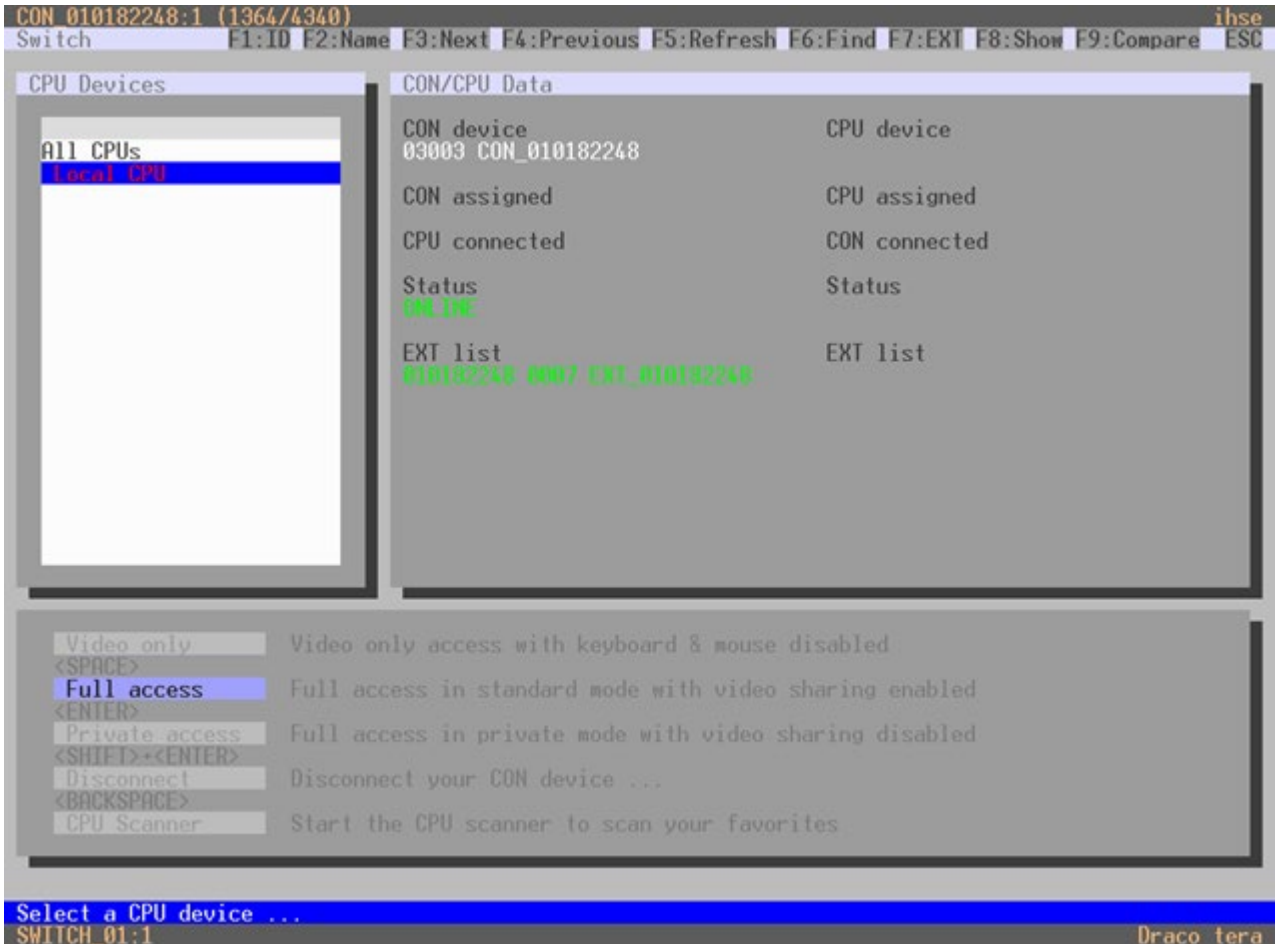 CON_010182248:1 (1364/4340) ihse
Switch F1:ID F2:Name F3:Next F4:Previous F5:Refresh F6:Find F7:EXT F8:Show F9:Compare ESC
CPU Devices
All CPUs
Local CPU
CON/CPU Data
CON device CPU device
03003 CON_010182248
CON assigned CPU assigned
CPU connected CON connected
Status Status
ONLINE
EXT list EXT list
010182248 0007 EXT_010182248
Video only Video only access with keyboard & mouse disabled
<SPACE>
Full access Full access in standard mode with video sharing enabled
<ENTER>
Private access Full access in private mode with video sharing disabled
<SHIFT>+<ENTER>
Disconnect Disconnect your CON device ...
<BACKSPACE>
CPU Scanner Start the CPU scanner to scan your favorites
Select a CPU device ...
SWITCH_01:1 Draco tera